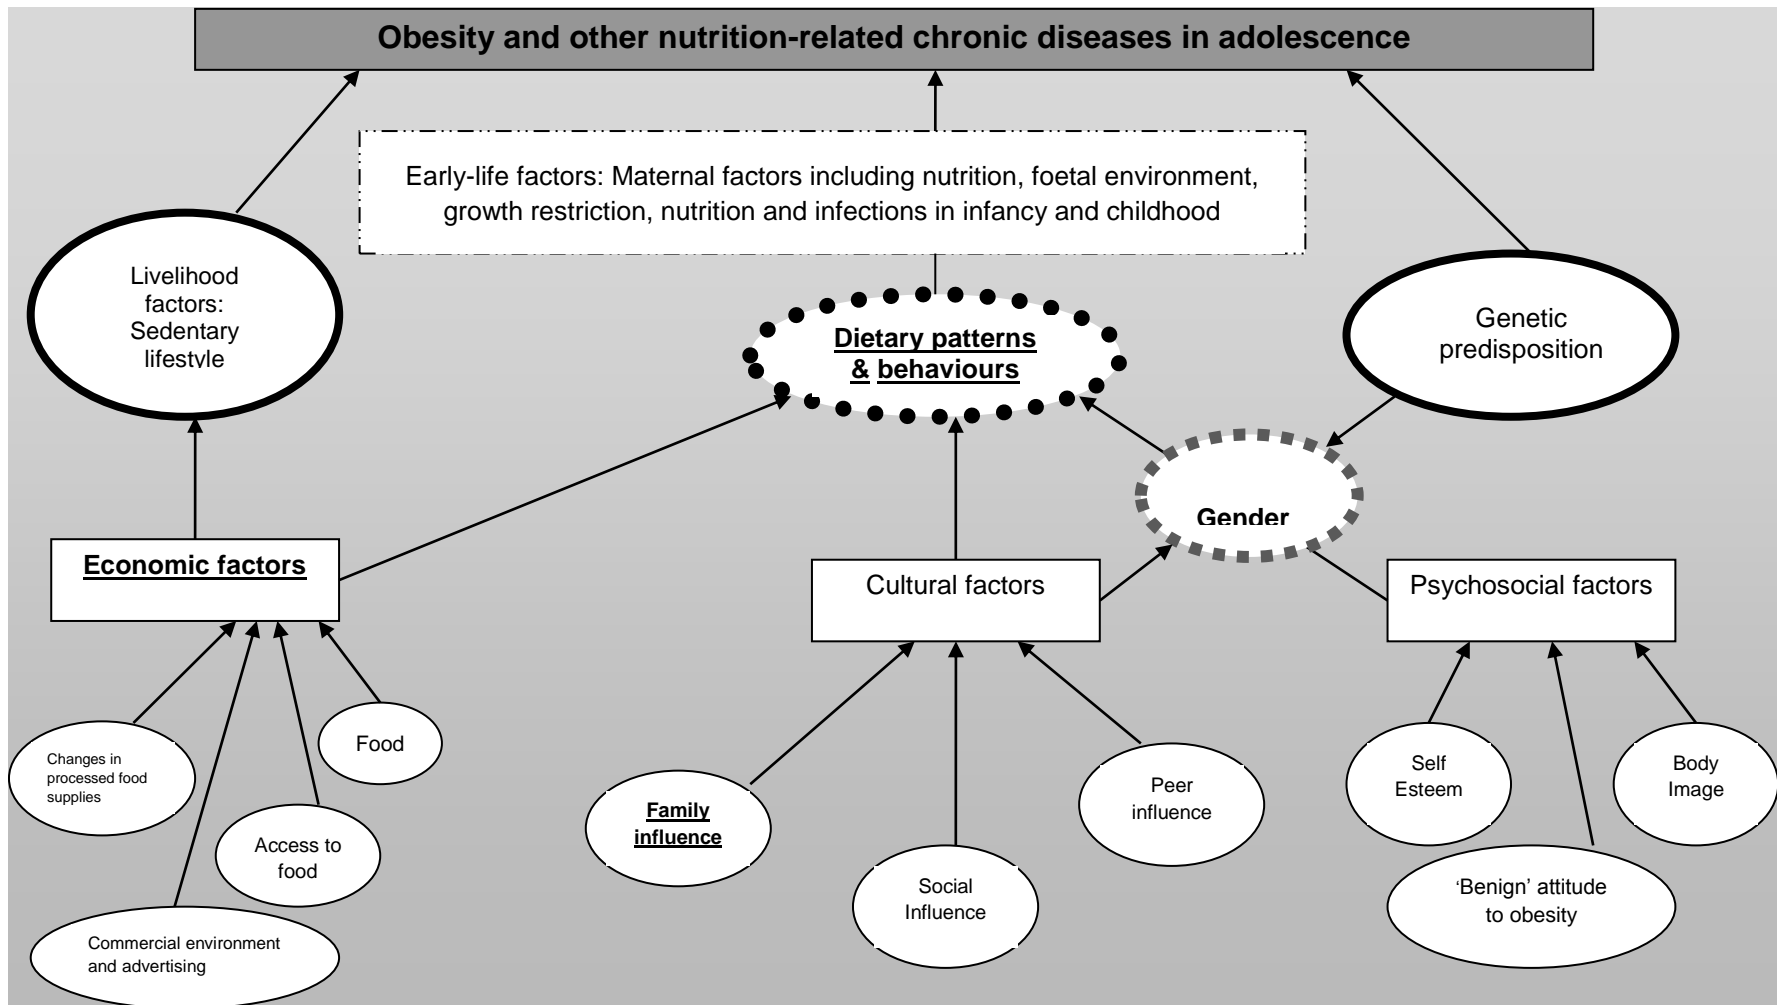 Obesity and other nutrition-related chronic diseases in adolescence
Early-life factors: Maternal factors including nutrition, foetal environment,
growth restriction, nutrition and infections in infancy and childhood
Livelihood
factors:
Sedentary
lifestyle
Dietary patterns
& behaviours
Genetic
predisposition
Gender
Economic factors
Cultural factors
Psychosocial factors
Changes in
processed food
supplies
Food
Access to
food
Commercial environment
and advertising
Family
influence
Social
Influence
Peer
influence
Self
Esteem
Body
Image
‘Benign’ attitude
to obesity